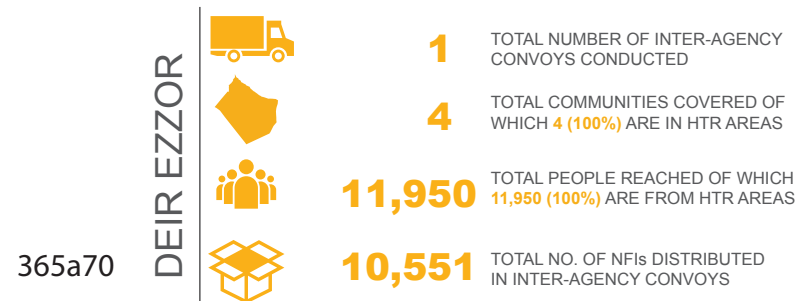 DEIR EZZOR
1
TOTAL NUMBER OF INTER-AGENCY
CONVOYS CONDUCTED
4
TOTAL COMMUNITIES COVERED OF
WHICH 4 (100%) ARE IN HTR AREAS
11,950
TOTAL PEOPLE REACHED OF WHICH
11,950 (100%) ARE FROM HTR AREAS
10,551
TOTAL NO. OF NFIs DISTRIBUTED
IN INTER-AGENCY CONVOYS
365a70